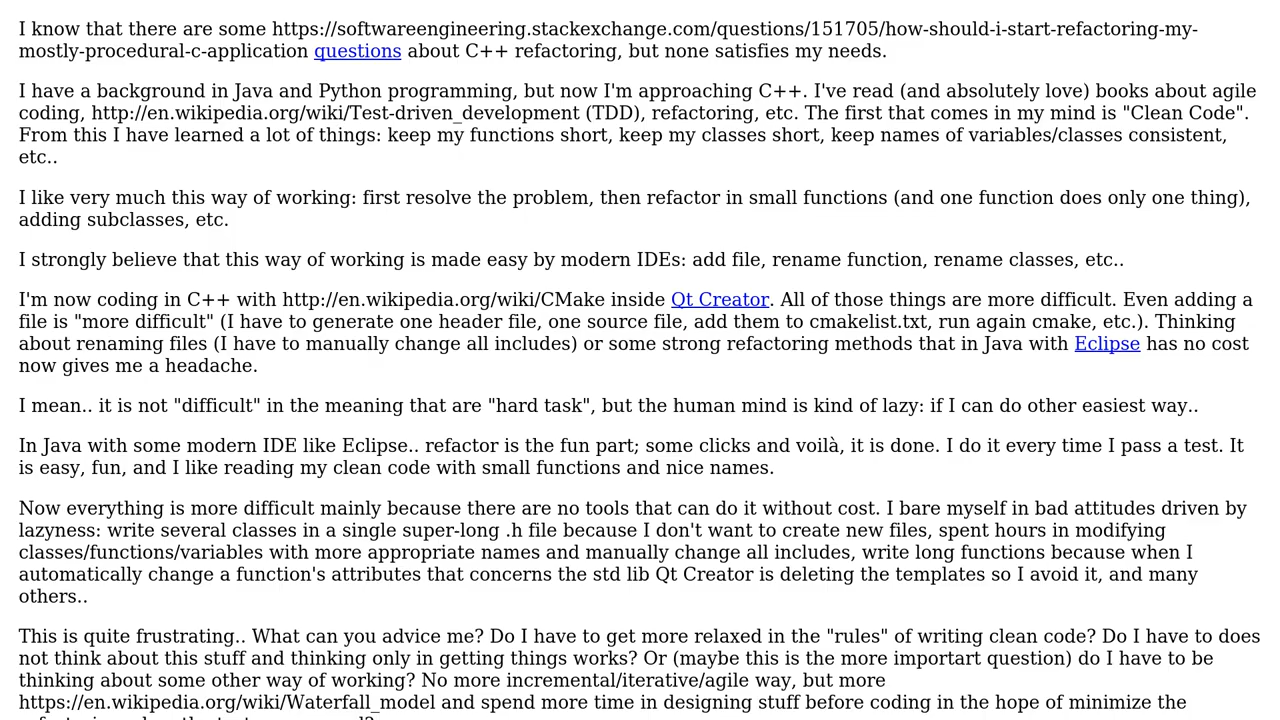 I know that there are some https://softwareengineering.stackexchange.com/questions/151705/how-should-i-start-refactoring-my-
mostly-procedural-c-application questions about C++ refactoring, but none satisfies my needs.
I have a background in Java and Python programming, but now I'm approaching C++. I've read (and absolutely love) books about agile
coding, http://en.wikipedia.org/wiki/Test-driven_development (TDD), refactoring, etc. The first that comes in my mind is "Clean Code".
From this I have learned a lot of things: keep my functions short, keep my classes short, keep names of variables/classes consistent,
etc..
I like very much this way of working: first resolve the problem, then refactor in small functions (and one function does only one thing),
adding subclasses, etc.
I strongly believe that this way of working is made easy by modern IDEs: add file, rename function, rename classes, etc..
I'm now coding in C++ with http://en.wikipedia.org/wiki/CMake inside Qt Creator. All of those things are more difficult. Even adding a
file is "more difficult" (I have to generate one header file, one source file, add them to cmakelist.txt, run again cmake, etc.). Thinking
about renaming files (I have to manually change all includes) or some strong refactoring methods that in Java with Eclipse has no cost
now gives me a headache.
I mean.. it is not "difficult" in the meaning that are "hard task", but the human mind is kind of lazy: if I can do other easiest way..
In Java with some modern IDE like Eclipse.. refactor is the fun part; some clicks and voilà, it is done. I do it every time I pass a test. It
is easy, fun, and I like reading my clean code with small functions and nice names.
Now everything is more difficult mainly because there are no tools that can do it without cost. I bare myself in bad attitudes driven by
lazyness: write several classes in a single super-long .h file because I don't want to create new files, spent hours in modifying
classes/functions/variables with more appropriate names and manually change all includes, write long functions because when I
automatically change a function's attributes that concerns the std lib Qt Creator is deleting the templates so I avoid it, and many
others..
This is quite frustrating.. What can you advice me? Do I have to get more relaxed in the "rules" of writing clean code? Do I have to does
not think about this stuff and thinking only in getting things works? Or (maybe this is the more importart question) do I have to be
thinking about some other way of working? No more incremental/iterative/agile way, but more
https://en.wikipedia.org/wiki/Waterfall_model and spend more time in designing stuff before coding in the hope of minimize the